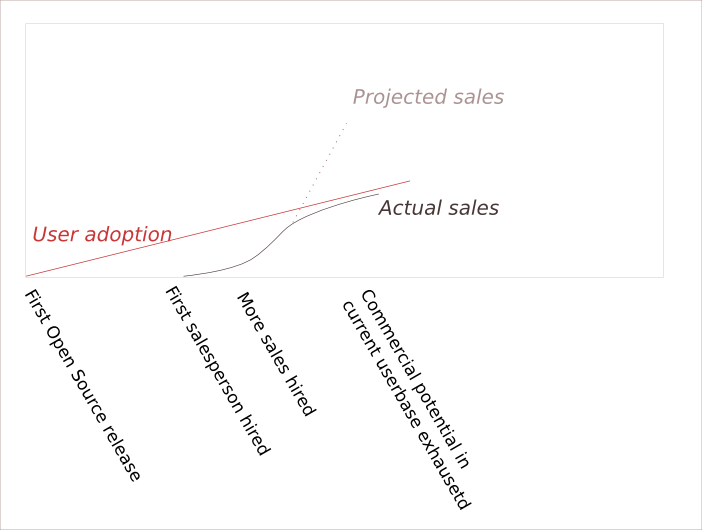 Projected sales
Actual sales
User adoption
First Open Source release
First salesperson hired
More sales hired
Commercial potential in
current userbase exhausetd